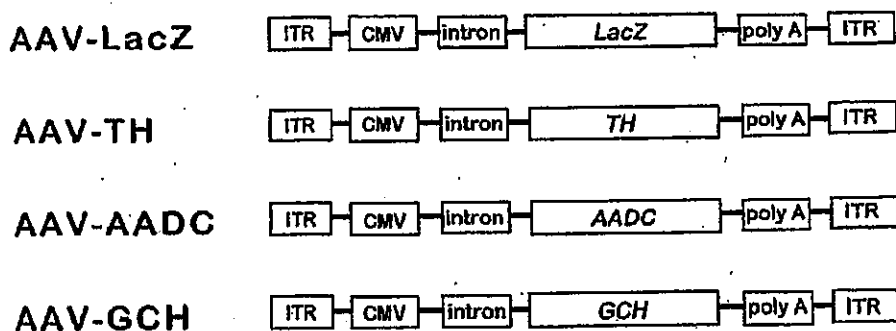 AAV-LacZ ITR CMV intron LacZ poly A ITR
AAV-TH ITR CMV intron TH poly A ITR
AAV-AADC ITR CMV intron AADC poly A ITR
AAV-GCH ITR CMV intron GCH poly A ITR